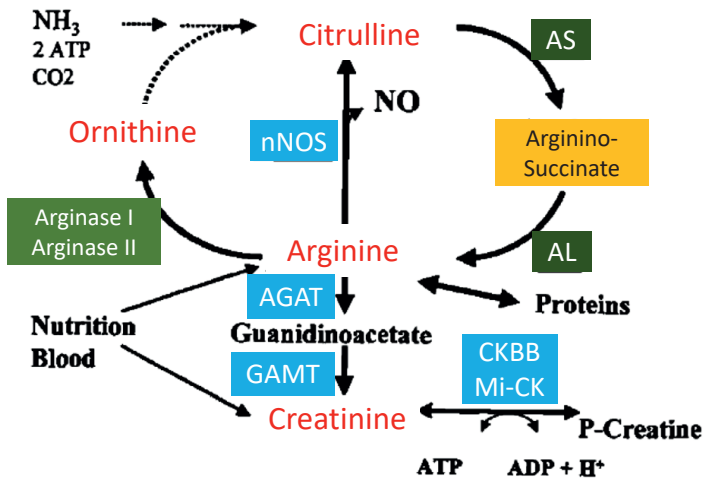 NH3
2 ATP
CO2
Citrulline
AS
NO
Ornithine
nNOS
Arginino-
Succinate
Arginase I
Arginase II
Arginine
AL
AGAT
Proteins
Nutrition
Blood
Guanidinoacetate
CKBB
Mi-CK
GAMT
Creatinine
P-Creatine
ATP
ADP + H+